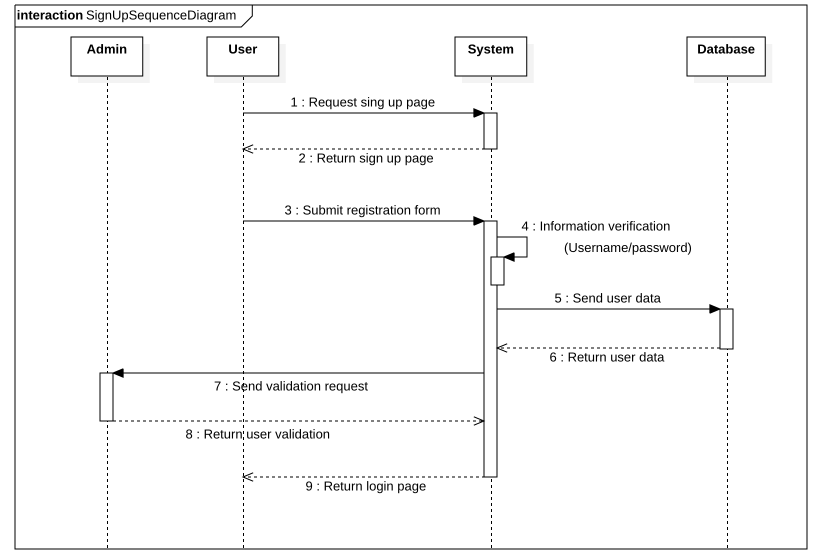 interaction SignUpSequenceDiagram
Admin
User
System
Database
1 : Request sing up page
2 : Return sign up page
3 : Submit registration form
4 : Information verification
(Username/password)
5 : Send user data
6 : Return user data
7 : Send validation request
8 : Return user validation
9 : Return login page